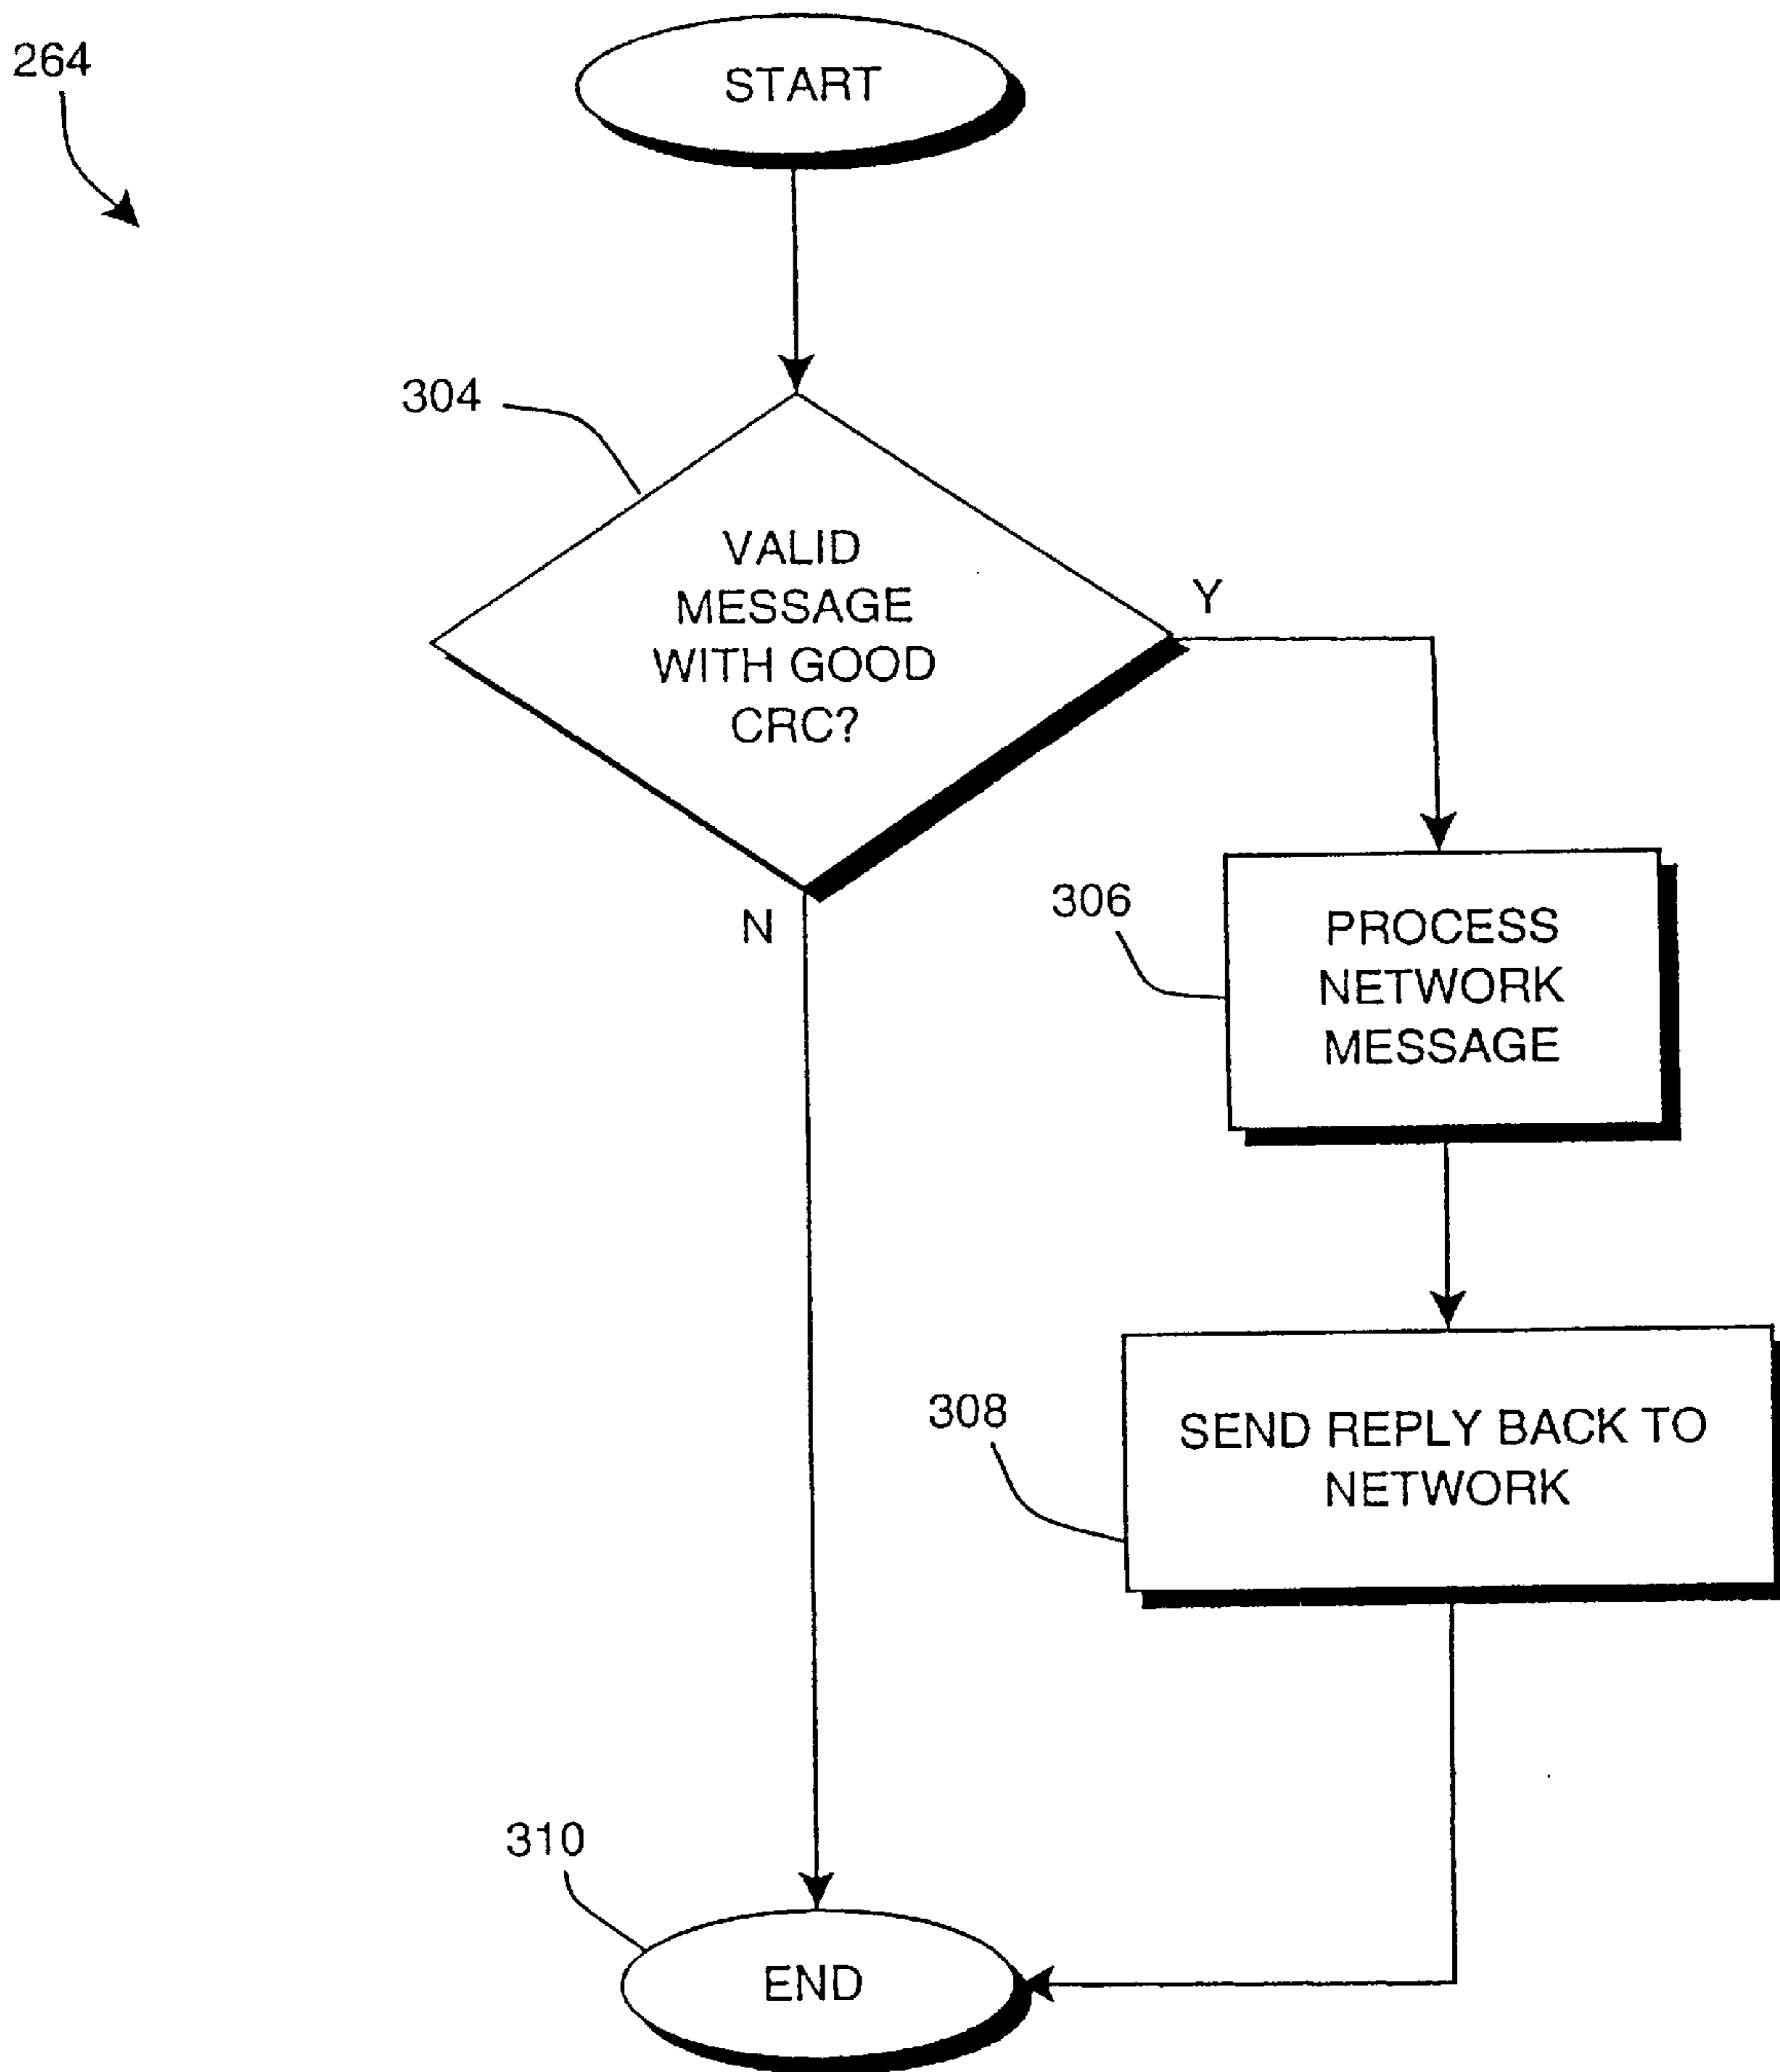 264
START
304
VALID
MESSAGE
WITH GOOD
CRC?
Y
N
306
PROCESS
NETWORK
MESSAGE
308
SEND REPLY BACK TO
NETWORK
310
END